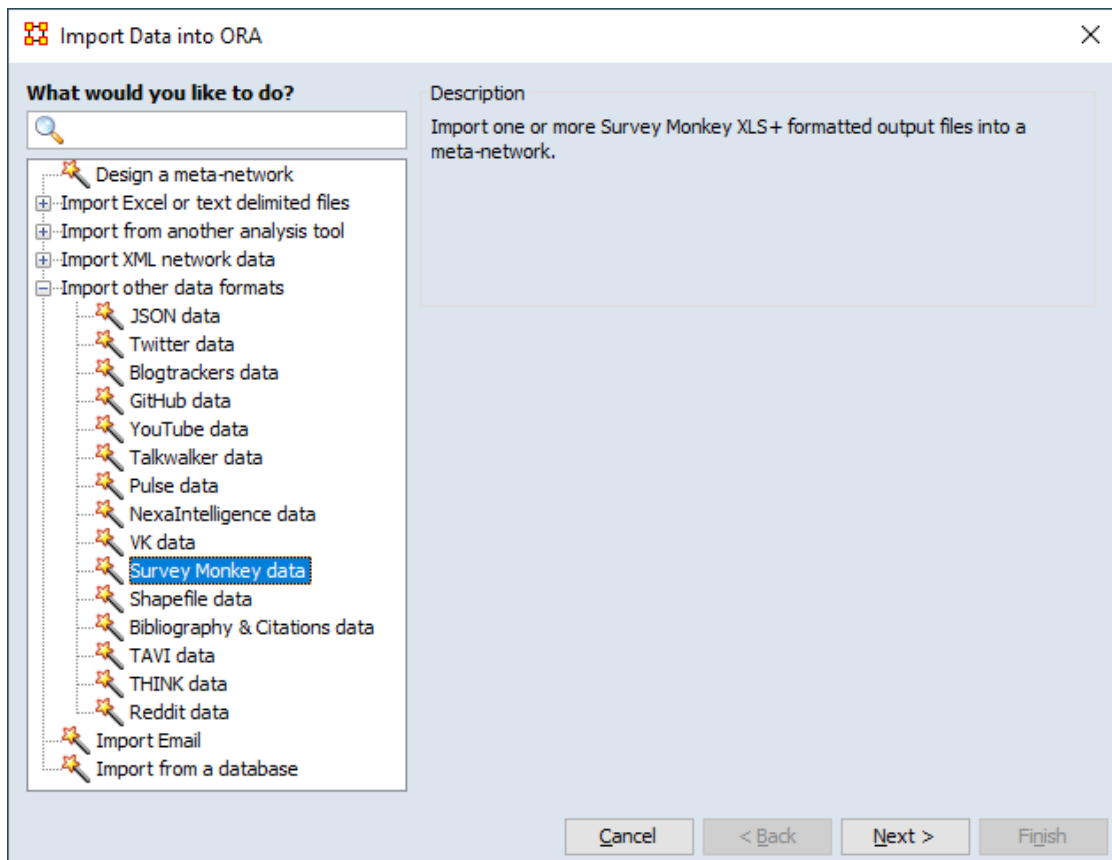 Import Data into ORA
What would you like to do?
Design a meta-network
Import Excel or text delimited files
Import from another analysis tool
Import XML network data
Import other data formats
JSON data
Twitter data
Blogtrackers data
GitHub data
YouTube data
Talkwalker data
Pulse data
NexaIntelligence data
VK data
Survey Monkey data
Shapefile data
Bibliography & Citations data
TAVI data
THINK data
Reddit data
Import Email
Import from a database
Description
Import one or more Survey Monkey XLS+ formatted output files into a
meta-network.
Cancel
< Back
Next >
Finish